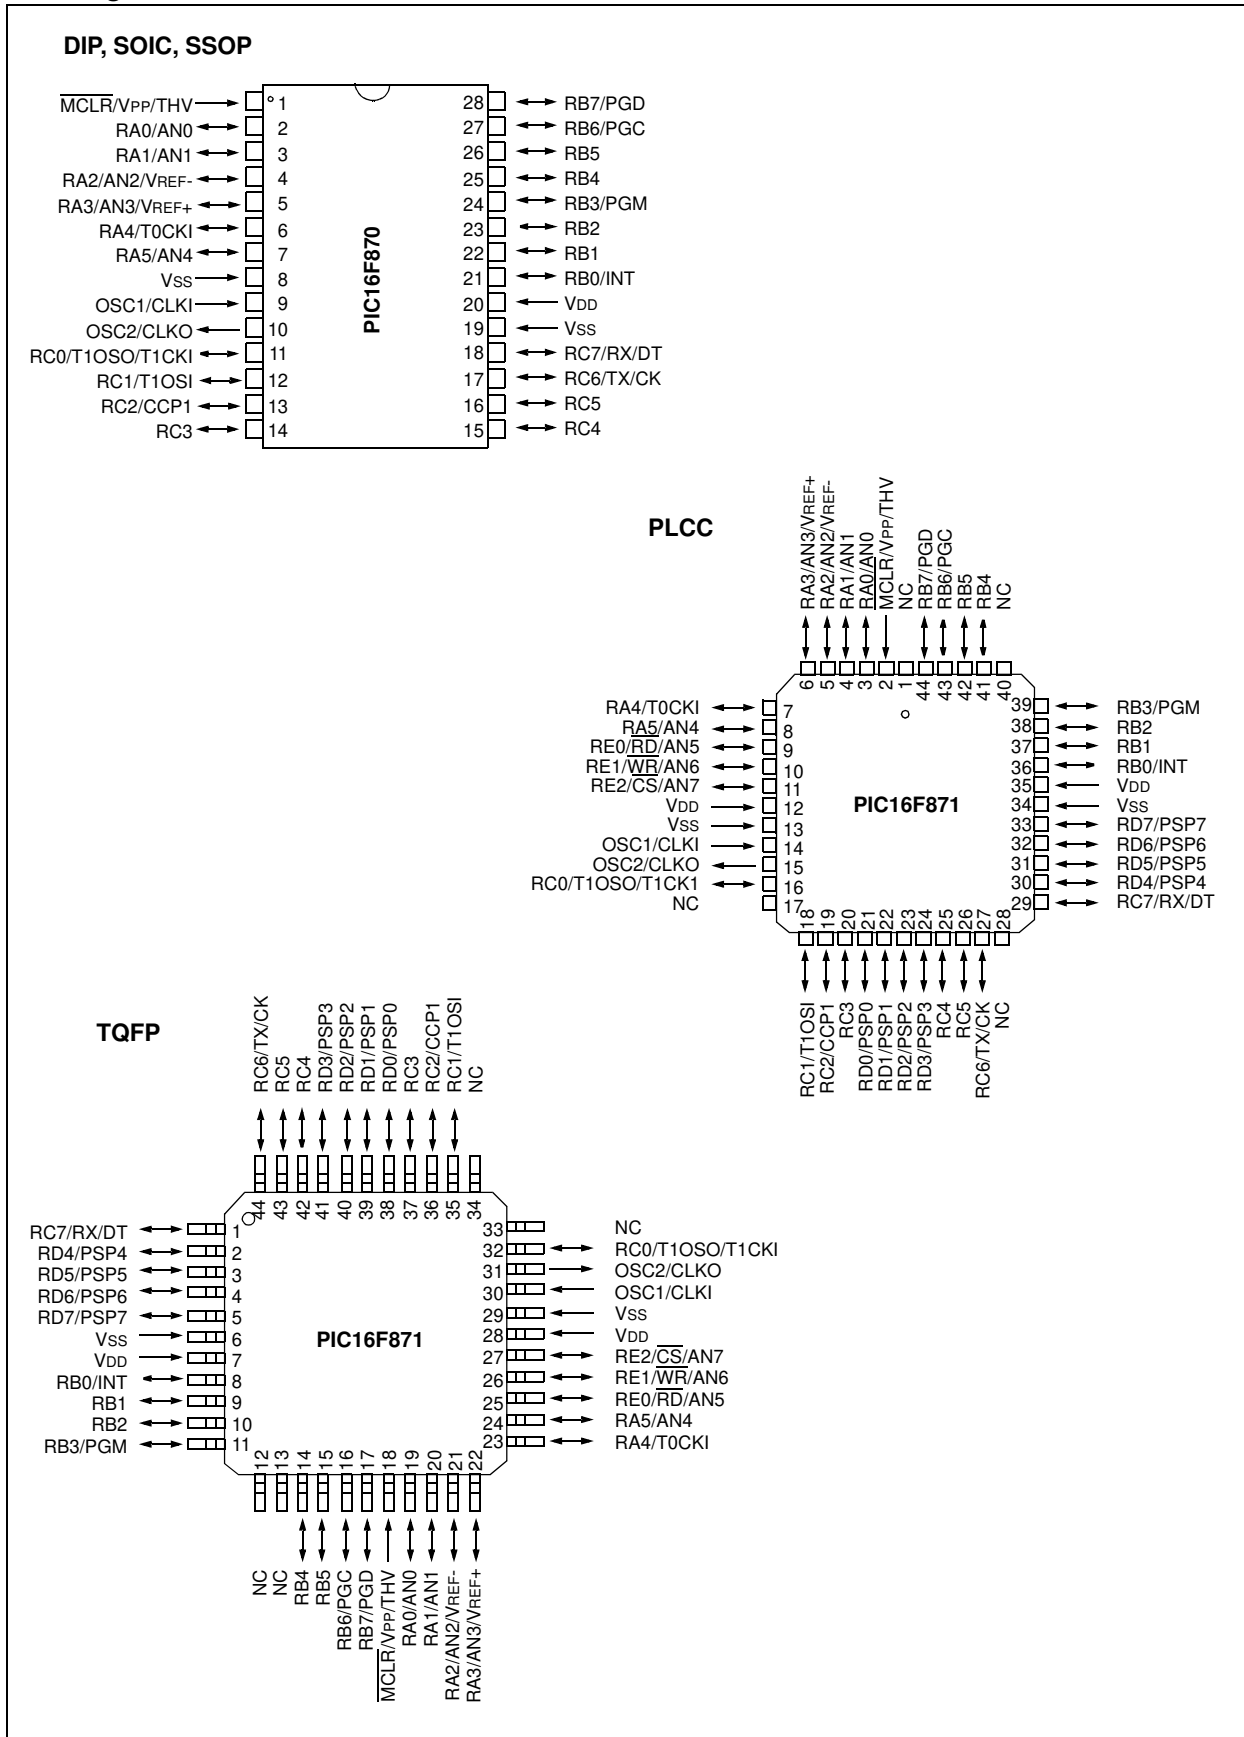 DIP, SOIC, SSOP
MCLR/VPP/THV 1
RA0/AN0 2
RA1/AN1 3
RA2/AN2/VREF- 4
RA3/AN3/VREF+ 5
RA4/T0CKI 6
RA5/AN4 7
VSS 8
OSC1/CLKI 9
OSC2/CLKO 10
RC0/T1OSO/T1CKI 11
RC1/T1OSI 12
RC2/CCP1 13
RC3 14
PIC16F870
28 RB7/PGD
27 RB6/PGC
26 RB5
25 RB4
24 RB3/PGM
23 RB2
22 RB1
21 RB0/INT
20 VDD
19 VSS
18 RC7/RX/DT
17 RC6/TX/CK
16 RC5
15 RC4
PLCC
RA3/AN3/VREF+ 6
RA2/AN2/VREF- 5
RA1/AN1 4
RA0/AN0 3
MCLR/VPP/THV 2
NC 1
RB7/PGD 44
RB6/PGC 43
RB5 42
RB4 41
NC 40
RA4/T0CKI 7
RA5/AN4 8
RE0/RD/AN5 9
RE1/WR/AN6 10
RE2/CS/AN7 11
VDD 12
VSS 13
OSC1/CLKI 14
OSC2/CLKO 15
RC0/T1OSO/T1CK1 16
NC 17
PIC16F871
39 RB3/PGM
38 RB2
37 RB1
36 RB0/INT
35 VDD
34 VSS
33 RD7/PSP7
32 RD6/PSP6
31 RD5/PSP5
30 RD4/PSP4
29 RC7/RX/DT
18 RC1/T1OSI
19 RC2/CCP1
20 RC3
21 RD0/PSP0
22 RD1/PSP1
23 RD2/PSP2
24 RD3/PSP3
25 RC4
26 RC5
27 RC6/TX/CK
28 NC
TQFP
RC6/TX/CK 44
RC5 43
RC4 42
RD3/PSP3 41
RD2/PSP2 40
RD1/PSP1 39
RD0/PSP0 38
RC3 37
RC2/CCP1 36
RC1/T1OSI 35
NC 34
RC7/RX/DT 1
RD4/PSP4 2
RD5/PSP5 3
RD6/PSP6 4
RD7/PSP7 5
VSS 6
VDD 7
RB0/INT 8
RB1 9
RB2 10
RB3/PGM 11
PIC16F871
33 NC
32 RC0/T1OSO/T1CKI
31 OSC2/CLKO
30 OSC1/CLKI
29 VSS
28 VDD
27 RE2/CS/AN7
26 RE1/WR/AN6
25 RE0/RD/AN5
24 RA5/AN4
23 RA4/T0CKI
12 NC
13 NC
14 RB4
15 RB5
16 RB6/PGC
17 RB7/PGD
18 MCLR/VPP/THV
19 RA0/AN0
20 RA1/AN1
21 RA2/AN2/VREF-
22 RA3/AN3/VREF+